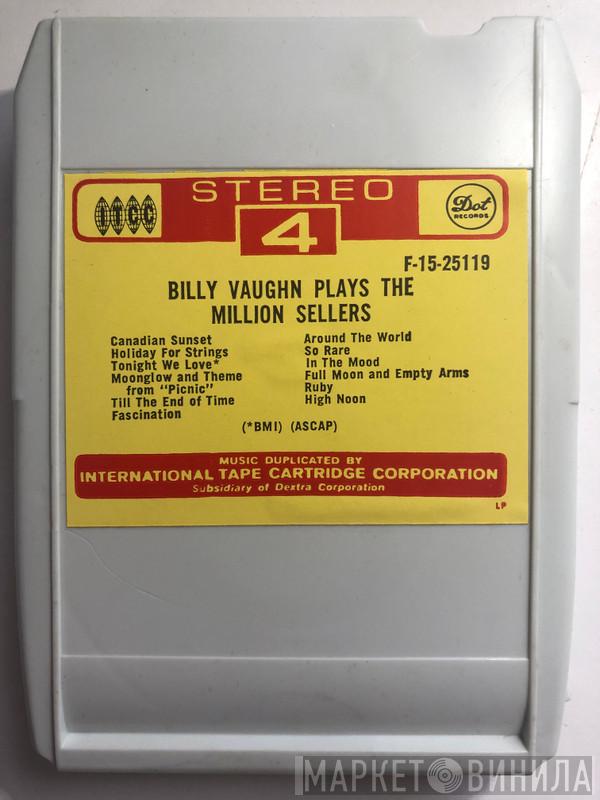 ITCC
STEREO
4
Dot
RECORDS
F-15-25119
BILLY VAUGHN PLAYS THE
MILLION SELLERS
Canadian Sunset
Holiday For Strings
Tonight We Love*
Moonglow and Theme
from "Picnic"
Till The End of Time
Fascination
Around The World
So Rare
In The Mood
Full Moon and Empty Arms
Ruby
High Noon
(*BMI) (ASCAP)
MUSIC DUPLICATED BY
INTERNATIONAL TAPE CARTRIDGE CORPORATION
Subsidiary of Dextra Corporation
LP
МАРКЕТ ВИНИЛА